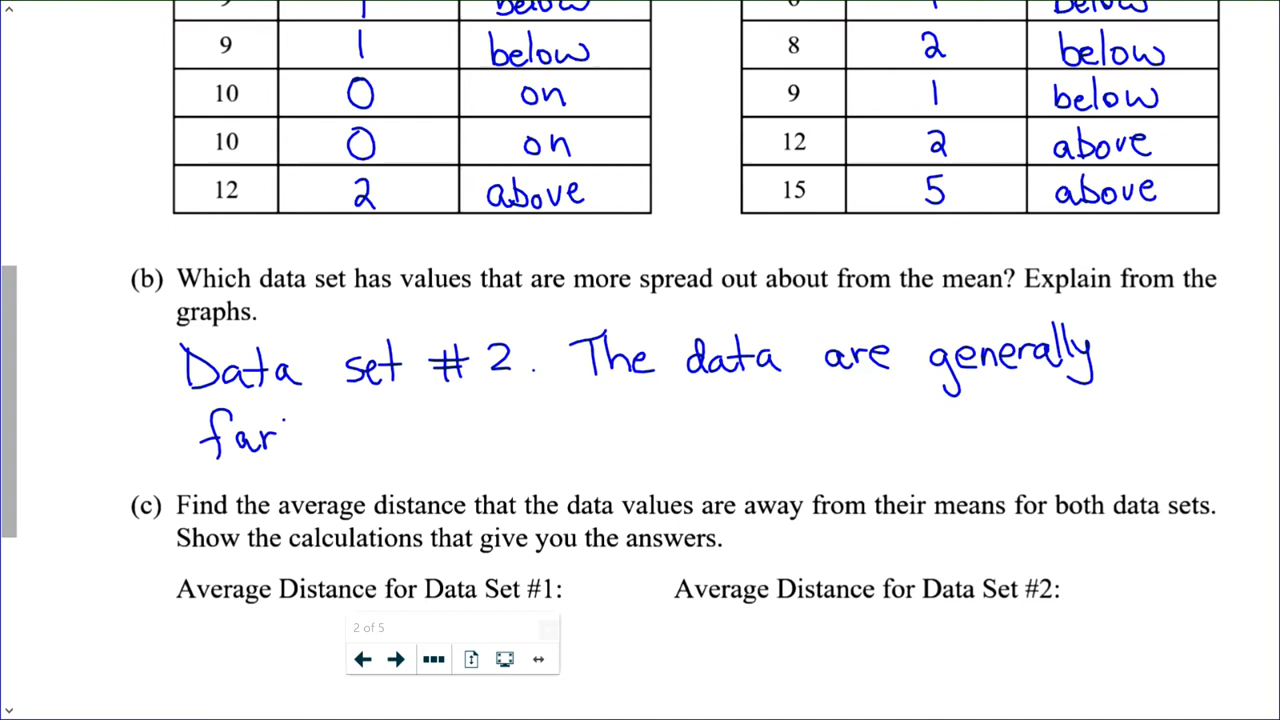 9 1 below 8 2 below
10 0 on 9 1 below
10 0 on 12 2 above
12 2 above 15 5 above
(b) Which data set has values that are more spread out about from the mean? Explain from the
graphs.
Data set # 2. The data are generally
far
(c) Find the average distance that the data values are away from their means for both data sets.
Show the calculations that give you the answers.
Average Distance for Data Set #1: Average Distance for Data Set #2:
2 of 5